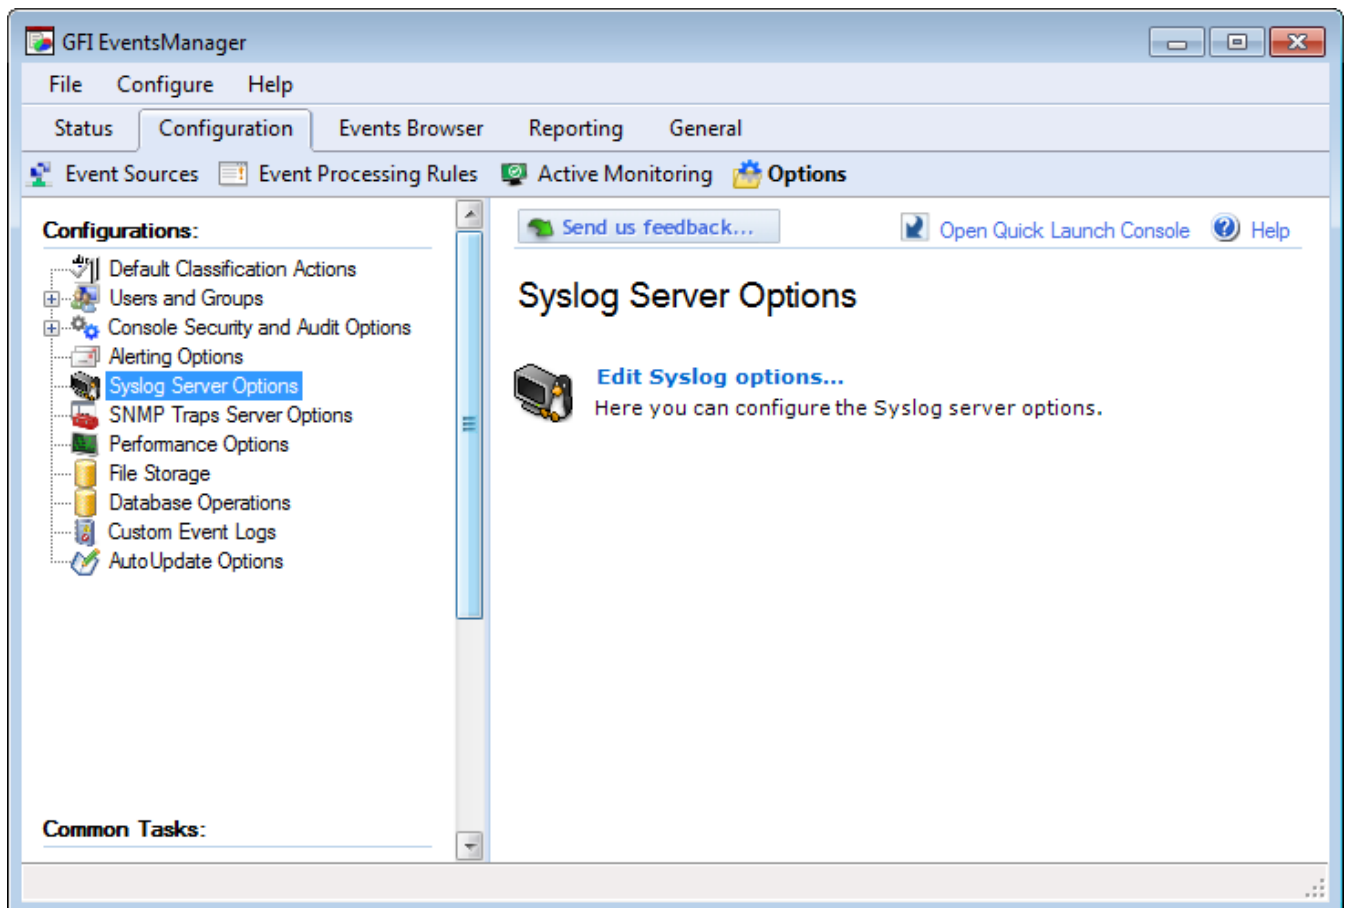 GFI EventsManager
File Configure Help
Status Configuration Events Browser Reporting General
Event Sources Event Processing Rules Active Monitoring Options
Configurations:
Default Classification Actions
Users and Groups
Console Security and Audit Options
Alerting Options
Syslog Server Options
SNMP Traps Server Options
Performance Options
File Storage
Database Operations
Custom Event Logs
AutoUpdate Options
Common Tasks:
Send us feedback...
Open Quick Launch Console Help
Syslog Server Options
Edit Syslog options...
Here you can configure the Syslog server options.